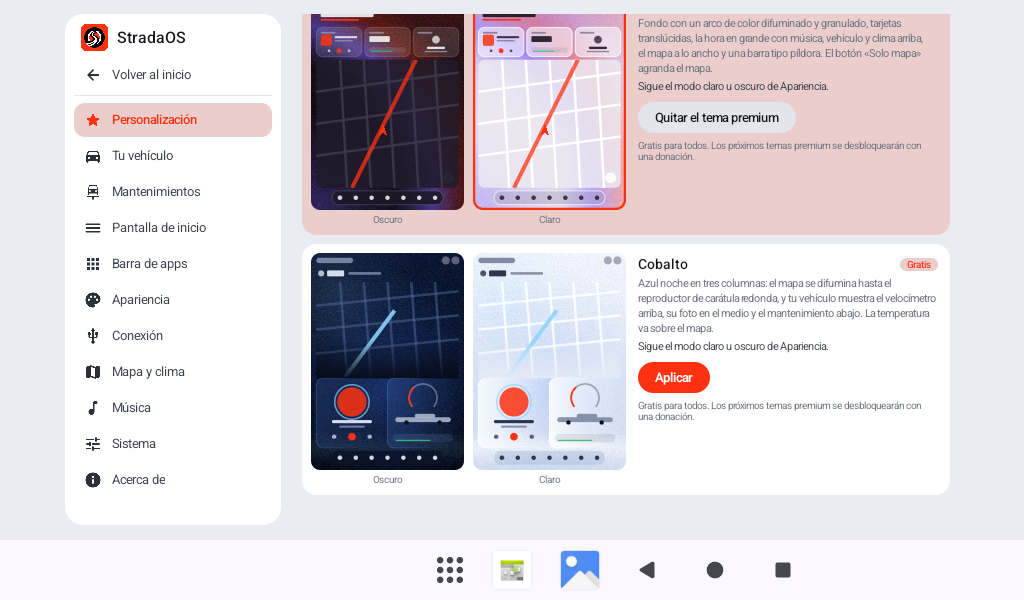 StradaOS
Volver al inicio
Personalización
Tu vehículo
Mantenimientos
Pantalla de inicio
Barra de apps
Apariencia
Conexión
Mapa y clima
Música
Sistema
Acerca de
Oscuro
Claro
Fondo con un arco de color difuminado y granulado, tarjetas
translúcidas, la hora en grande con música, vehículo y clima arriba,
el mapa a lo ancho y una barra tipo píldora. El botón «Solo mapa»
agranda el mapa.
Sigue el modo claro u oscuro de Apariencia.
Quitar el tema premium
Gratis para todos. Los próximos temas premium se desbloquearán con
una donación.
Oscuro
Claro
Cobalto
Gratis
Azul noche en tres columnas: el mapa se difumina hasta el
reproductor de carátula redonda, y tu vehículo muestra el velocímetro
arriba, su foto en el medio y el mantenimiento abajo. La temperatura
va sobre el mapa.
Sigue el modo claro u oscuro de Apariencia.
Aplicar
Gratis para todos. Los próximos temas premium se desbloquearán con
una donación.